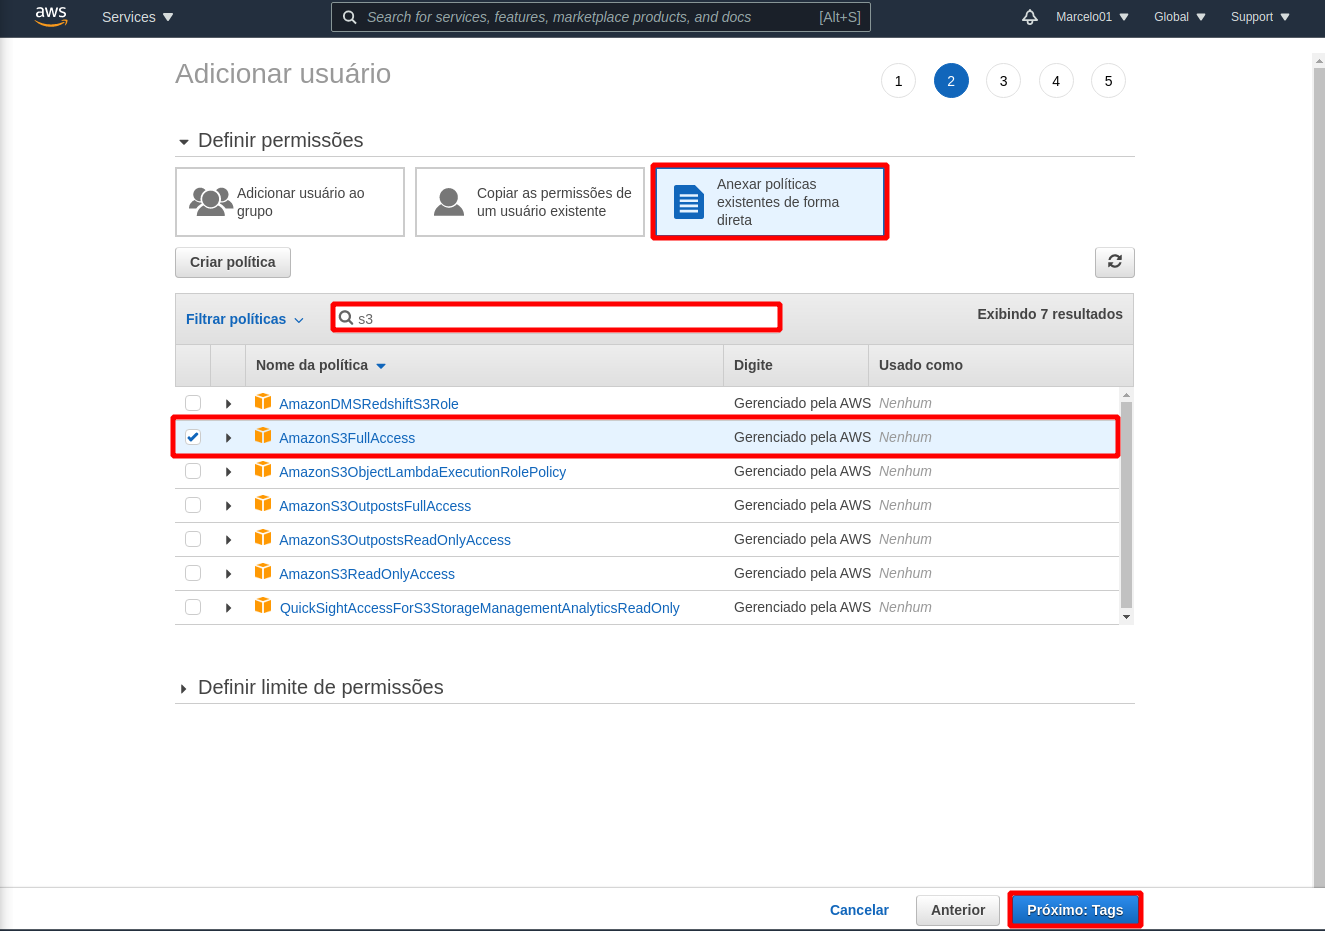 aws Services Search for services, features, marketplace products, and docs [Alt+S] Marcelo01 Global Support
Adicionar usuário 1 2 3 4 5
Definir permissões
Adicionar usuário ao
grupo
Copiar as permissões de
um usuário existente
Anexar políticas
existentes de forma
direta
Criar política
Filtrar políticas s3 Exibindo 7 resultados
Nome da política Digite Usado como
AmazonDMSRedshiftS3Role Gerenciado pela AWS Nenhum
AmazonS3FullAccess Gerenciado pela AWS Nenhum
AmazonS3ObjectLambdaExecutionRolePolicy Gerenciado pela AWS Nenhum
AmazonS3OutpostsFullAccess Gerenciado pela AWS Nenhum
AmazonS3OutpostsReadOnlyAccess Gerenciado pela AWS Nenhum
AmazonS3ReadOnlyAccess Gerenciado pela AWS Nenhum
QuickSightAccessForS3StorageManagementAnalyticsReadOnly Gerenciado pela AWS Nenhum
Definir limite de permissões
Cancelar Anterior Próximo: Tags